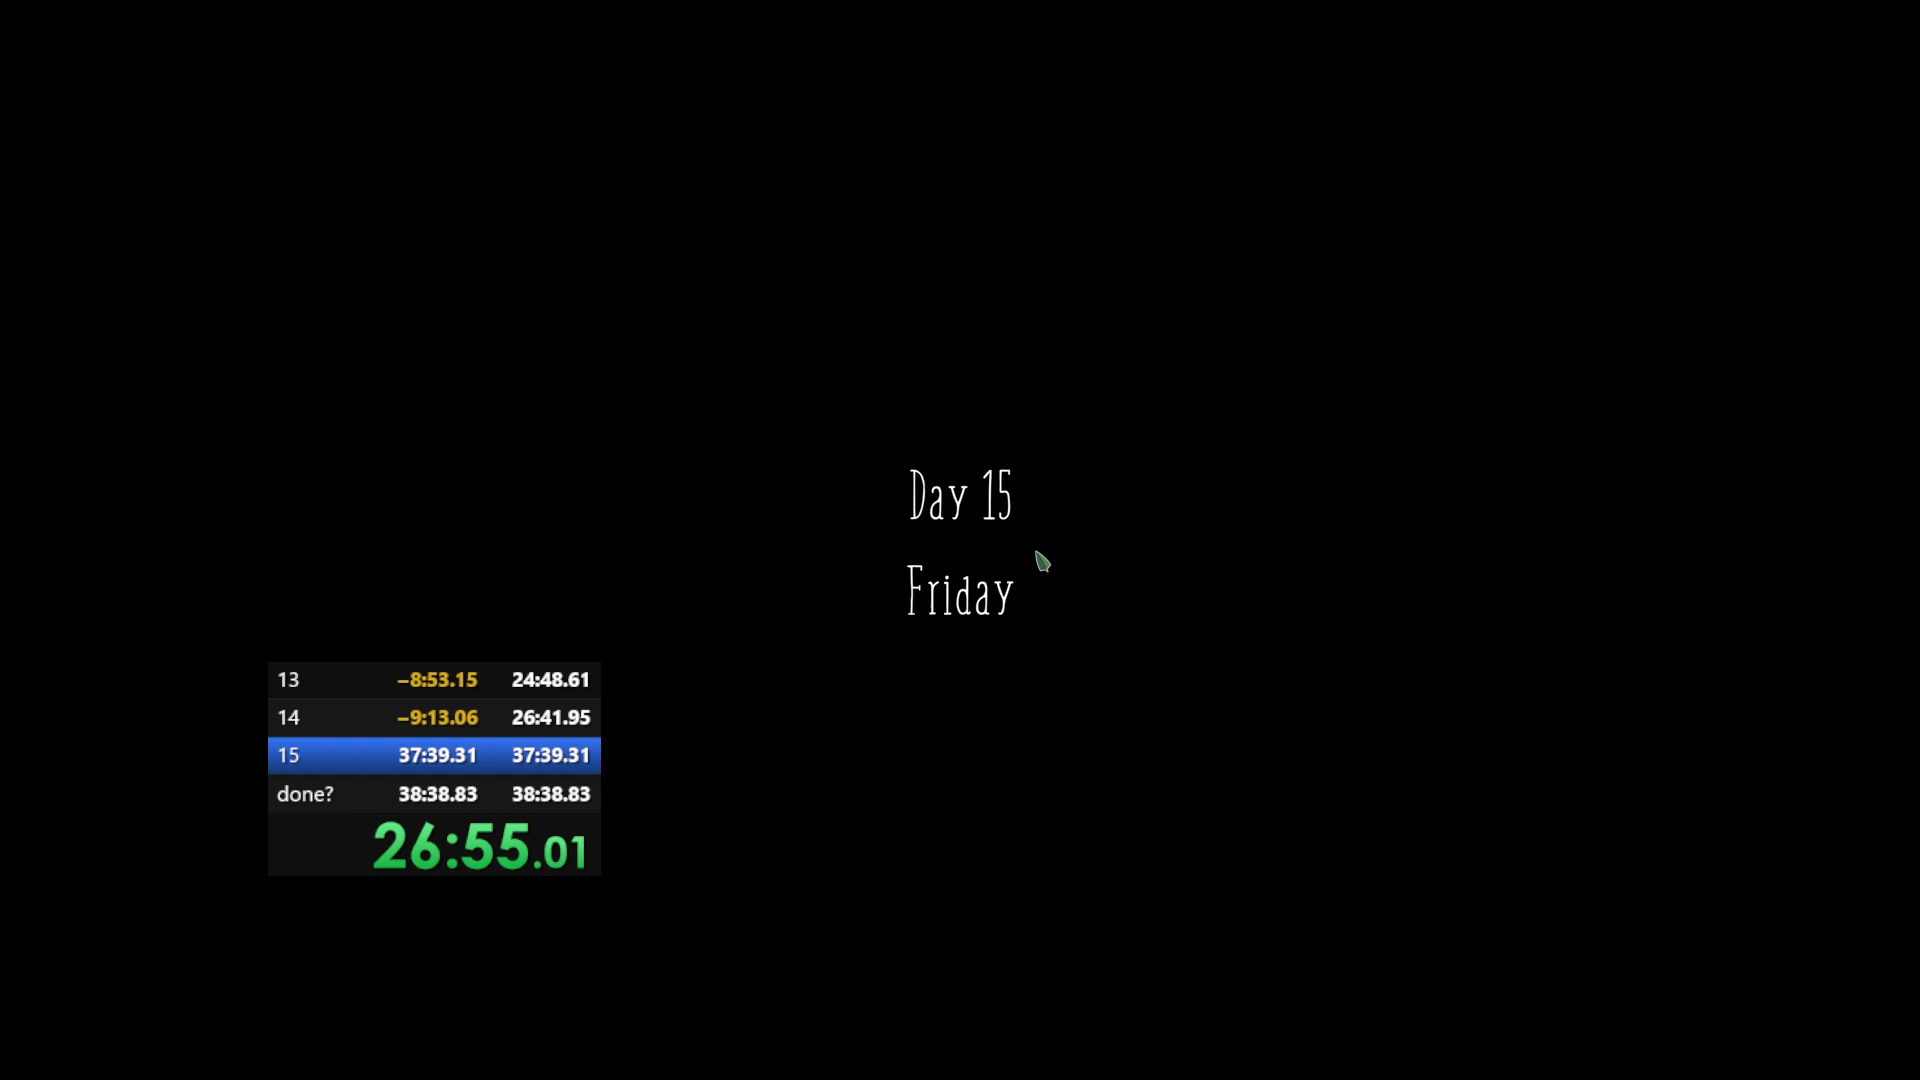 Day 15
Friday
13 −8:53.15 24:48.61
14 −9:13.06 26:41.95
15 37:39.31 37:39.31
done? 38:38.83 38:38.83
26:55.01